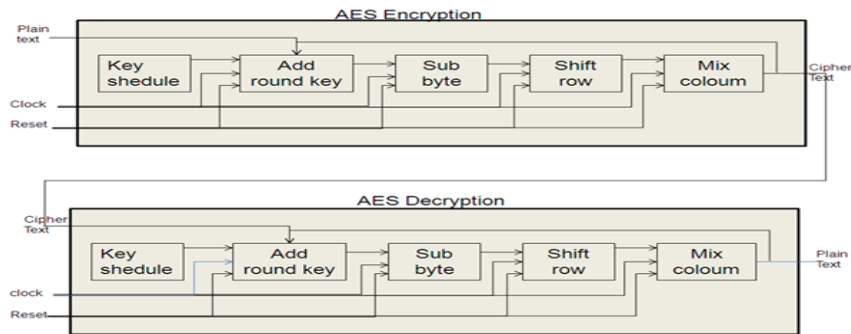 AES Encryption
Plain
text
Key
shedule
Add
round key
Sub
byte
Shift
row
Mix
coloum
Cipher
Text
Clock
Reset
AES Decryption
Cipher
Text
Key
shedule
Add
round key
Sub
byte
Shift
row
Mix
coloum
Plain
Text
clock
Reset